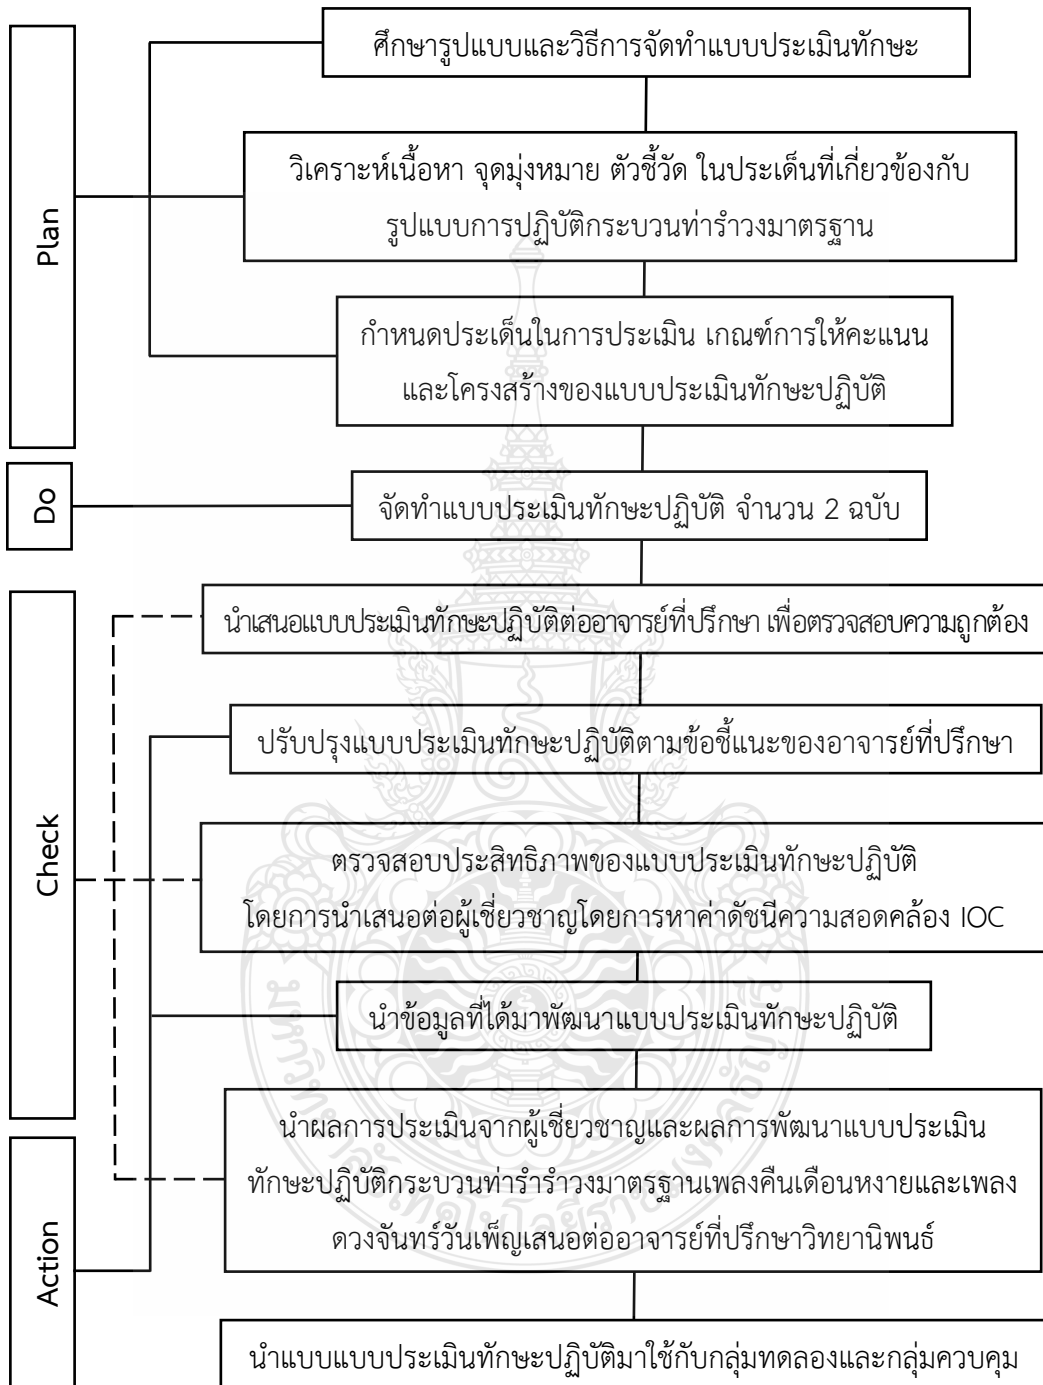 Plan
ศึกษารูปแบบและวิธีการจัดทำแบบประเมินทักษะ
วิเคราะห์เนื้อหา จุดมุ่งหมาย ตัวชี้วัด ในประเด็นที่เกี่ยวข้องกับ
รูปแบบการปฏิบัติกระบวนท่ารำวงมาตรฐาน
กำหนดประเด็นในการประเมิน เกณฑ์การให้คะแนน
และโครงสร้างของแบบประเมินทักษะปฏิบัติ
Do
จัดทำแบบประเมินทักษะปฏิบัติ จำนวน 2 ฉบับ
Check
นำเสนอแบบประเมินทักษะปฏิบัติต่ออาจารย์ที่ปรึกษา เพื่อตรวจสอบความถูกต้อง
ปรับปรุงแบบประเมินทักษะปฏิบัติตามข้อชี้แนะของอาจารย์ที่ปรึกษา
ตรวจสอบประสิทธิภาพของแบบประเมินทักษะปฏิบัติ
โดยการนำเสนอต่อผู้เชี่ยวชาญโดยการหาค่าดัชนีความสอดคล้อง IOC
นำข้อมูลที่ได้มาพัฒนาแบบประเมินทักษะปฏิบัติ
Action
นำผลการประเมินจากผู้เชี่ยวชาญและผลการพัฒนาแบบประเมิน
ทักษะปฏิบัติกระบวนท่ารำรำวงมาตรฐานเพลงคืนเดือนหงายและเพลง
ดวงจันทร์วันเพ็ญเสนอต่ออาจารย์ที่ปรึกษาวิทยานิพนธ์
นำแบบแบบประเมินทักษะปฏิบัติมาใช้กับกลุ่มทดลองและกลุ่มควบคุม
มหาวิทยาลัยเทคโนโลยีราชมงคลธัญบุรี